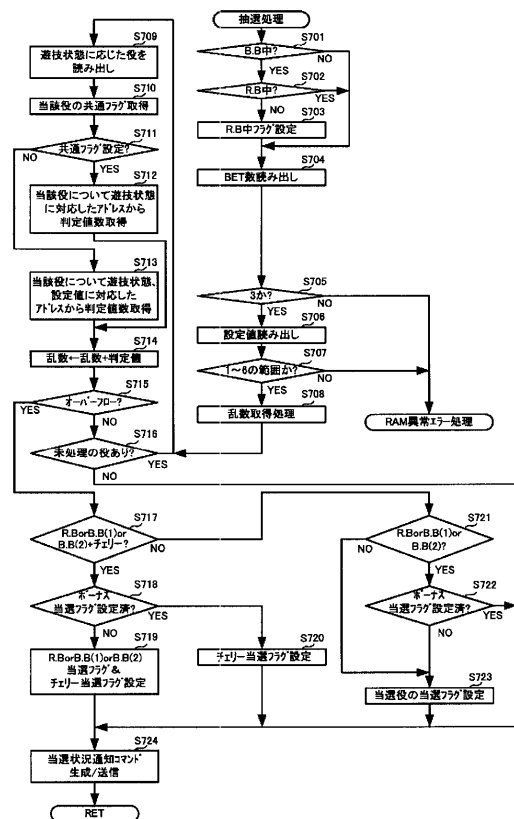 抽選処理
S701
B.B中?
NO
YES
S702
R.B中?
YES
NO
S703
R.B中フラグ設定
S704
BET数読み出し
S705
3か?
NO
YES
S706
設定値読み出し
S707
1～6の範囲か?
NO
YES
S708
乱数取得処理
RAM異常エラー処理
S709
遊技状態に応じた役を
読み出し
S710
当該役の共通フラグ取得
S711
共通フラグ設定?
NO
YES
S712
当該役について遊技状態
に対応したアドレスから
判定値数取得
S713
当該役について遊技状態、
設定値に対応した
アドレスから判定値数取得
S714
乱数←乱数+判定値
S715
オーバーフロー?
YES
NO
S716
未処理の役あり?
YES
NO
S717
R.BorB.B(1)or
B.B(2)+チェリー?
NO
YES
S718
ボーナス
当選フラグ設定済?
YES
NO
S719
R.BorB.B(1)orB.B(2)
当選フラグ&
チェリー当選フラグ設定
S720
チェリー当選フラグ設定
S721
R.BorB.B(1)or
B.B(2)?
NO
YES
S722
ボーナス
当選フラグ設定済?
YES
NO
S723
当選役の当選フラグ設定
S724
当選状況通知コマンド
生成/送信
RET